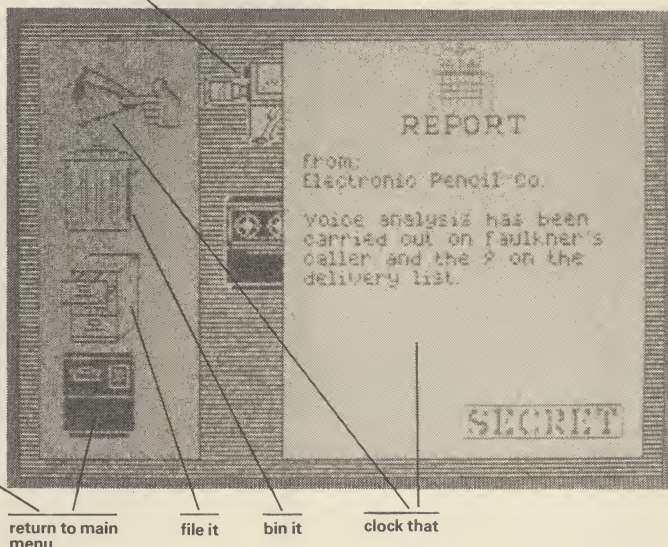 REPORT
from:
Electronic Pencil Co.
Voice analysis has been
carried out on Faulkner's
caller and the 9 on the
delivery list.
SECRET
return to main
menu
file it
bin it
clock that